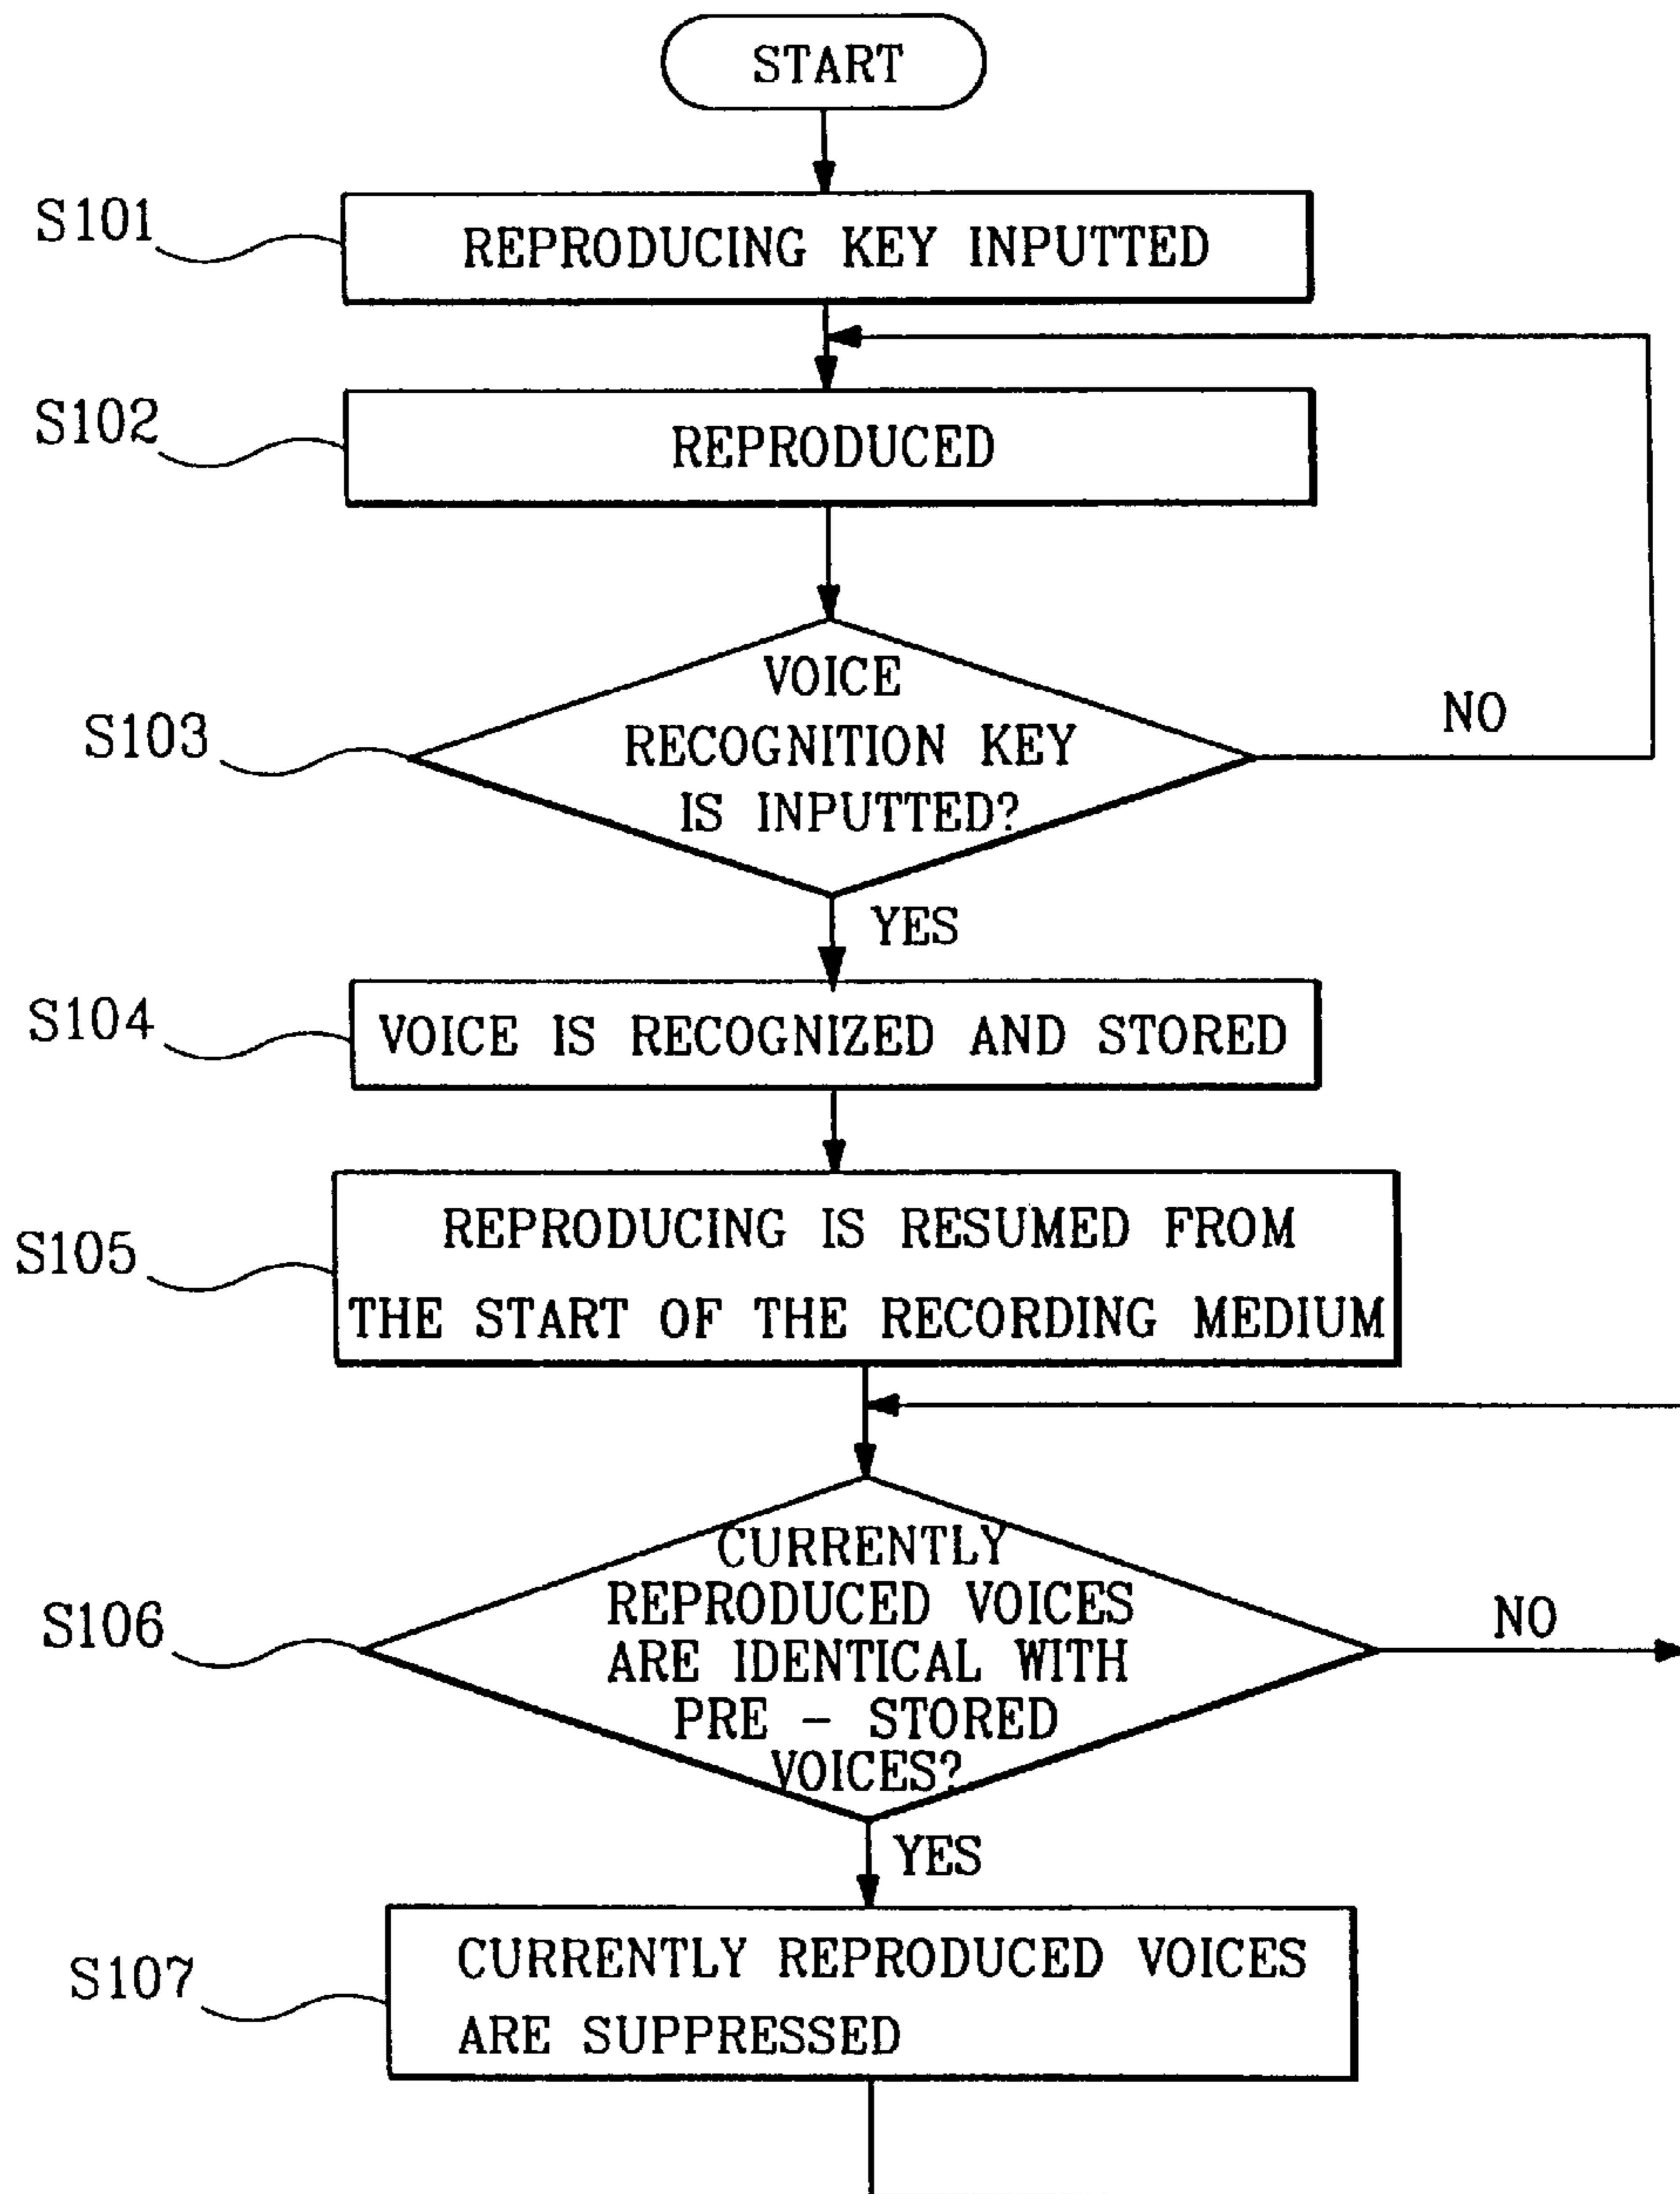 START
S101
REPRODUCING KEY INPUTTED
S102
REPRODUCED
S103
VOICE
RECOGNITION KEY
IS INPUTTED?
NO
YES
S104
VOICE IS RECOGNIZED AND STORED
S105
REPRODUCING IS RESUMED FROM
THE START OF THE RECORDING MEDIUM
S106
CURRENTLY
REPRODUCED VOICES
ARE IDENTICAL WITH
PRE - STORED
VOICES?
NO
YES
S107
CURRENTLY REPRODUCED VOICES
ARE SUPPRESSED